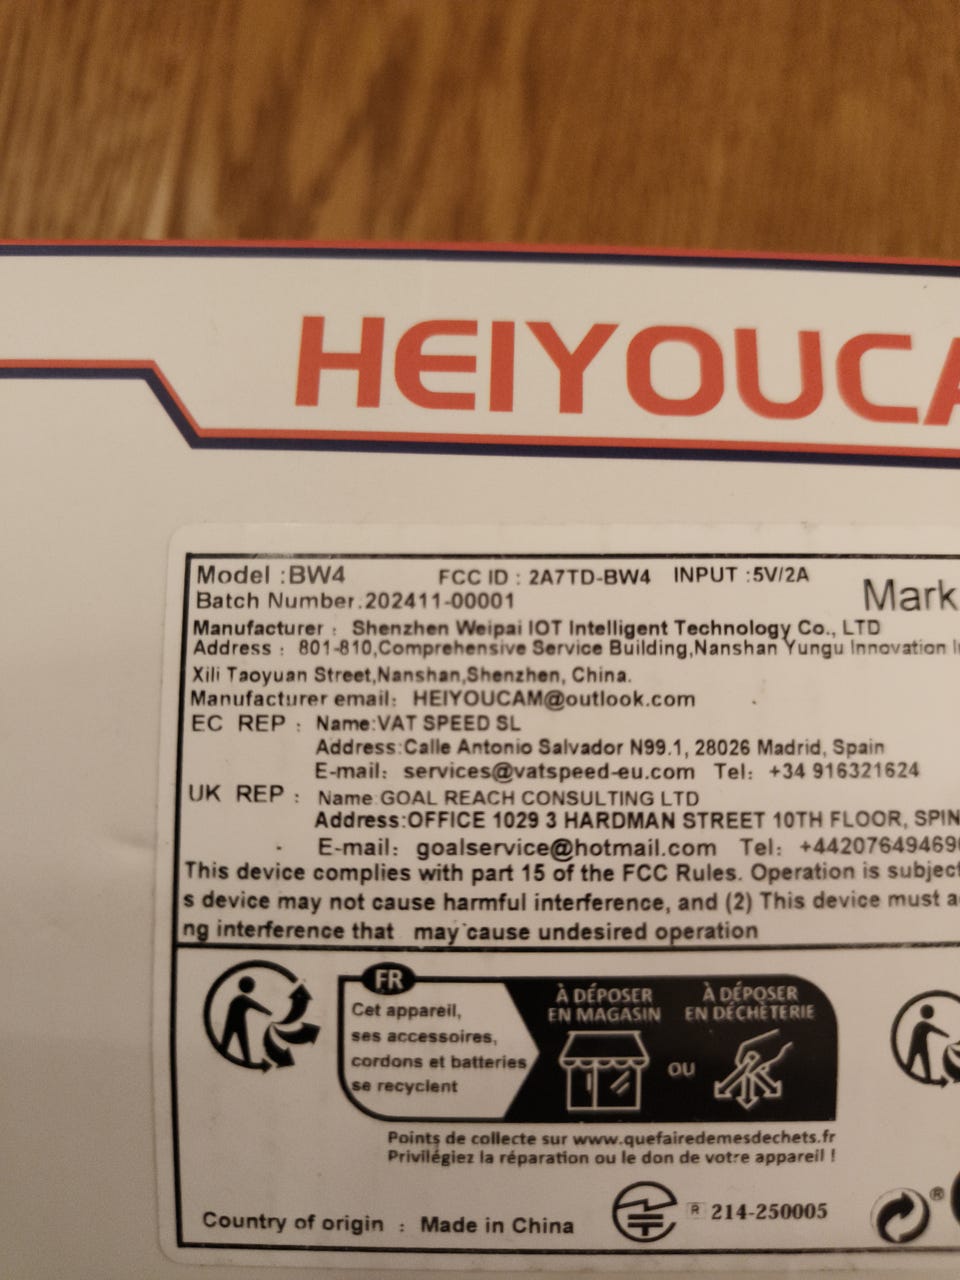 HEIYOUCA
Model :BW4 FCC ID : 2A7TD-BW4 INPUT :5V/2A
Mark
Batch Number.202411-00001
Manufacturer : Shenzhen Weipai IOT Intelligent Technology Co., LTD
Address : 801-810,Comprehensive Service Building,Nanshan Yungu Innovation
Xili Taoyuan Street,Nanshan,Shenzhen, China.
Manufacturer email: HEIYOUCAM@outlook.com
EC REP : Name:VAT SPEED SL
Address:Calle Antonio Salvador N99.1, 28026 Madrid, Spain
E-mail: services@vatspeed-eu.com Tel: +34 916321624
UK REP : Name:GOAL REACH CONSULTING LTD
Address:OFFICE 1029 3 HARDMAN STREET 10TH FLOOR, SPIN
E-mail: goalservice@hotmail.com Tel: +442076494690
This device complies with part 15 of the FCC Rules. Operation is subject
s device may not cause harmful interference, and (2) This device must a
ng interference that may cause undesired operation
FR
Cet appareil,
ses accessoires,
cordons et batteries
se recyclent
À DÉPOSER
EN MAGASIN
OU
À DÉPOSER
EN DÉCHÈTERIE
Points de collecte sur www.quefairedemesdechets.fr
Privilégiez la réparation ou le don de votre appareil !
Country of origin : Made in China
R 214-250005
®